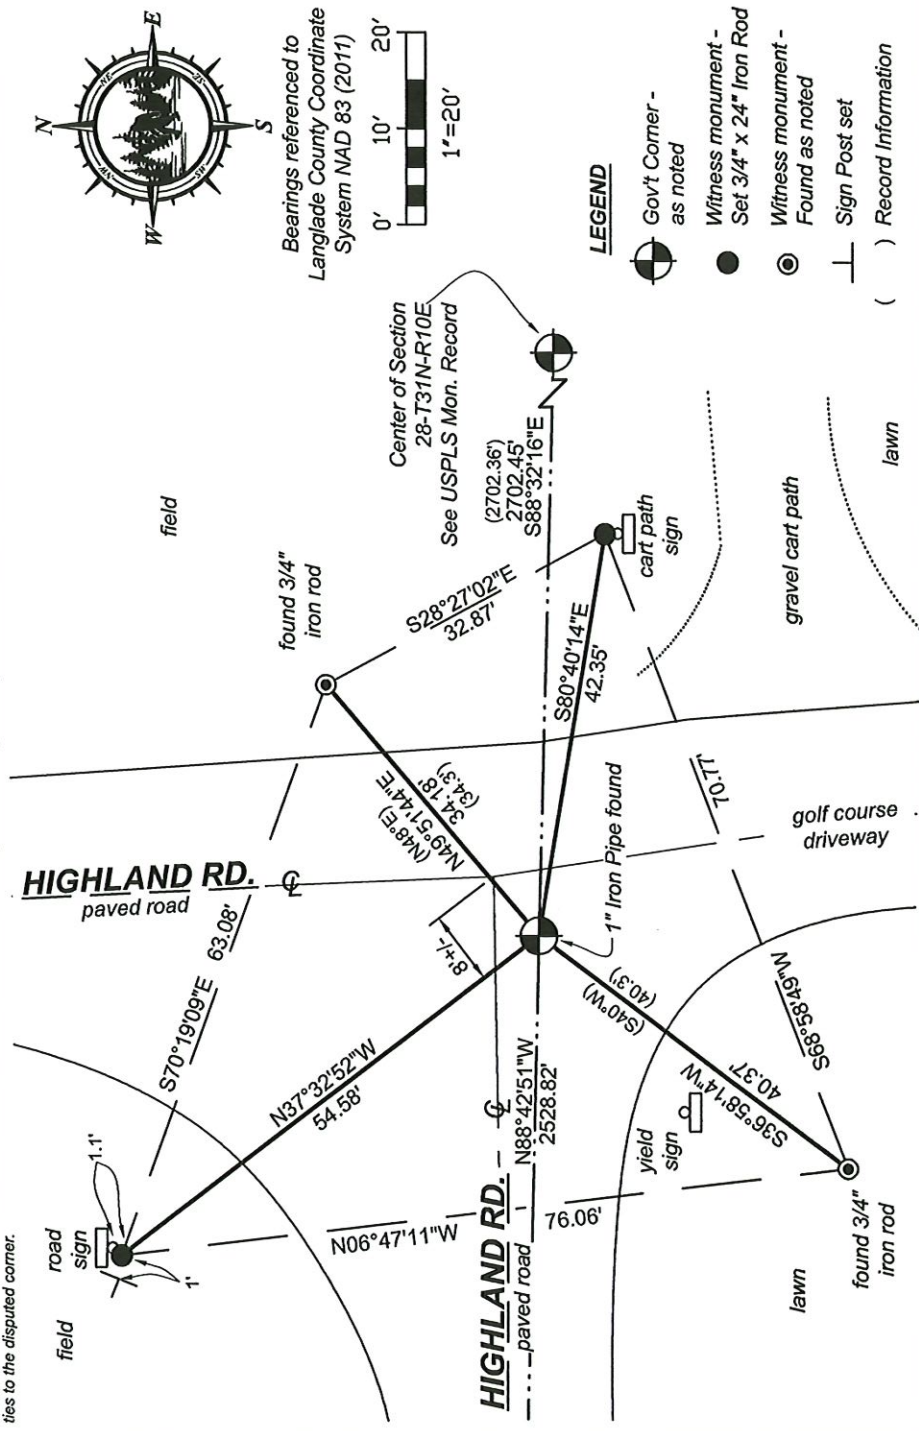 ties to the disputed corner.
N
NE
E
SE
S
SW
W
NW
Bearings referenced to
Langlade County Coordinate
System NAD 83 (2011)
0' 10' 20'
1"=20'
LEGEND
Gov't Corner -
as noted
Witness monument -
Set 3/4" x 24" Iron Rod
Witness monument -
Found as noted
Sign Post set
( ) Record Information
Center of Section
28-T31N-R10E
See USPLS Mon. Record
(2702.36')
2702.45'
S88°32'16"E
field
found 3/4"
iron rod
S28°27'02"E
32.87'
cart path
sign
S80°40'14"E
42.35'
gravel cart path
lawn
(N48°E)
N49°51'44"E
34.18'
(34.3')
HIGHLAND RD.
paved road
CL
S70°19'09"E 63.08'
8'+/-
1" Iron Pipe found
golf course
driveway
70.77'
S68°58'49"W
(S40°W)
(40.3')
S36°58'14"W
40.37'
N37°32'52"W
54.58'
N88°42'51"W
2528.82'
CL
HIGHLAND RD.
paved road
yield
sign
N06°47'11"W 76.06'
road
sign
1.1'
1'
field
found 3/4"
iron rod
lawn